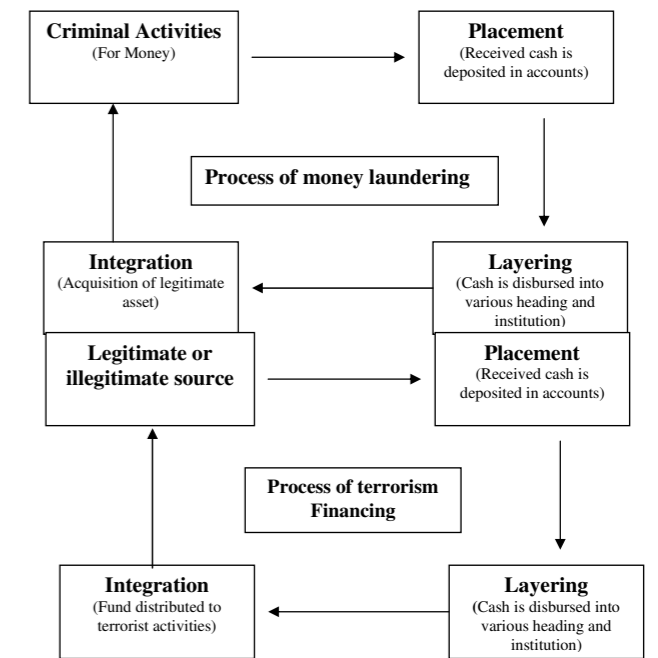 Criminal Activities
(For Money)
Placement
(Received cash is
deposited in accounts)
Process of money laundering
Integration
(Acquisition of legitimate
asset)
Layering
(Cash is disbursed into
various heading and
institution)
Legitimate or
illegitimate source
Placement
(Received cash is
deposited in accounts)
Process of terrorism
Financing
Integration
(Fund distributed to
terrorist activities)
Layering
(Cash is disbursed into
various heading and
institution)